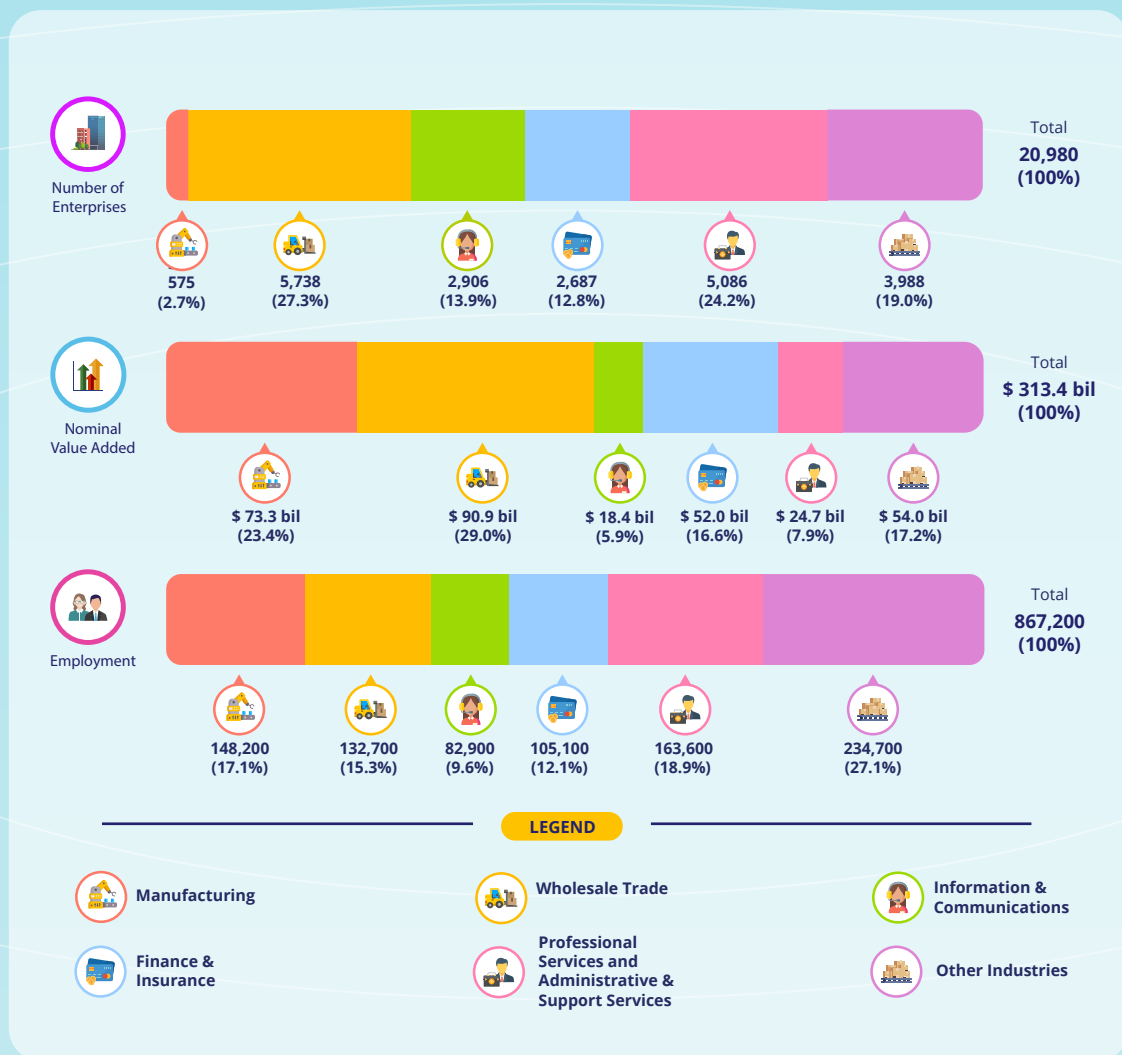 Number of
Enterprises
Total
20,980
(100%)
575
(2.7%)
5,738
(27.3%)
2,906
(13.9%)
2,687
(12.8%)
5,086
(24.2%)
3,988
(19.0%)
Nominal
Value Added
Total
$ 313.4 bil
(100%)
$ 73.3 bil
(23.4%)
$ 90.9 bil
(29.0%)
$ 18.4 bil
(5.9%)
$ 52.0 bil
(16.6%)
$ 24.7 bil
(7.9%)
$ 54.0 bil
(17.2%)
Employment
Total
867,200
(100%)
148,200
(17.1%)
132,700
(15.3%)
82,900
(9.6%)
105,100
(12.1%)
163,600
(18.9%)
234,700
(27.1%)
LEGEND
Manufacturing
Wholesale Trade
Information &
Communications
Finance &
Insurance
Professional
Services and
Administrative &
Support Services
Other Industries